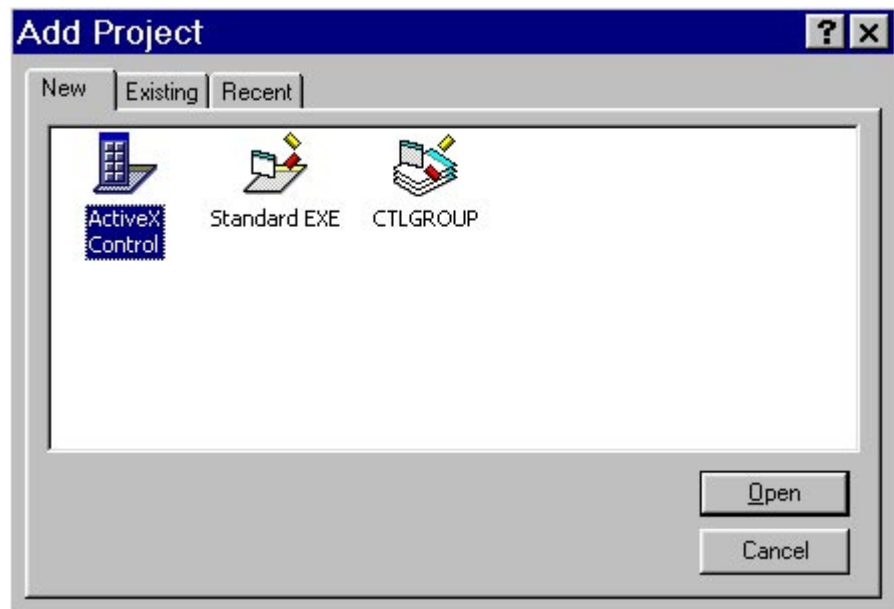 Add Project
New Existing Recent
ActiveX Standard EXE CTLGROUP
Control
Open
Cancel